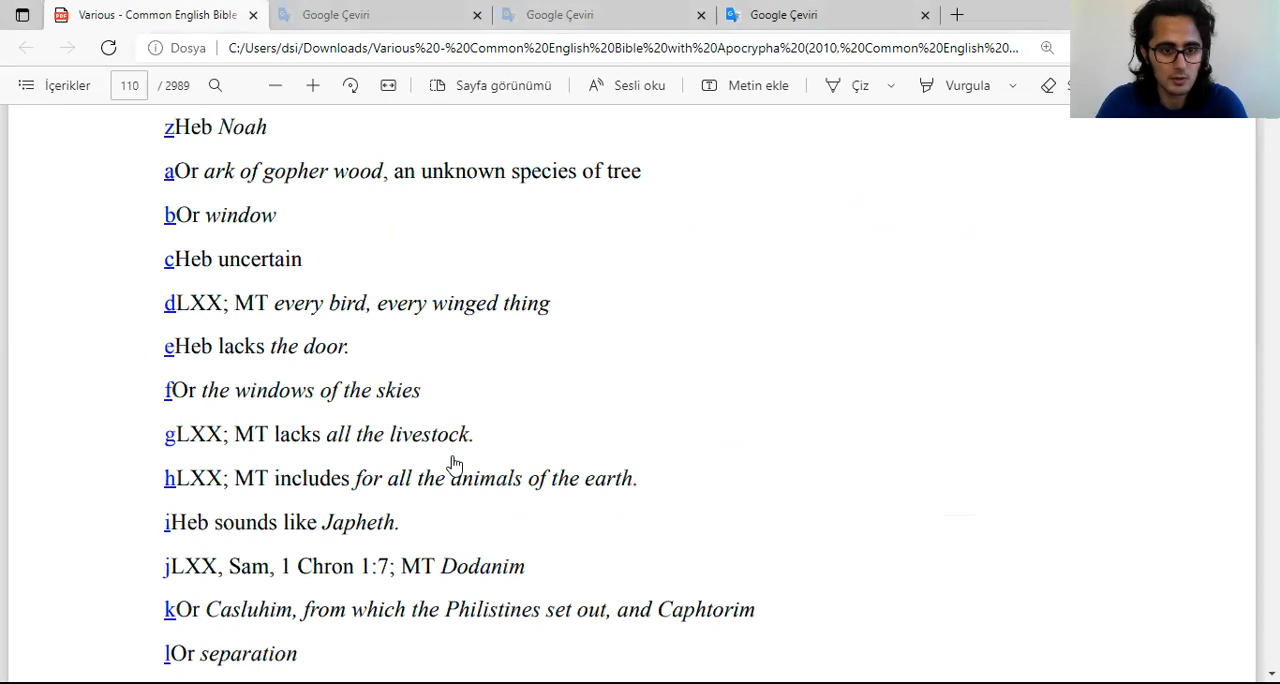 Various - Common English Bible
Google Çeviri
Google Çeviri
Google Çeviri
Dosya
C:/Users/dsi/Downloads/Various%20-%20Common%20English%20Bible%20with%20Apocrypha%20(2010,%20Common%20English%20...
İçerikler
110 / 2989
Sayfa görünümü
Sesli oku
Metin ekle
Çiz
Vurgula
zHeb Noah
aOr ark of gopher wood, an unknown species of tree
bOr window
cHeb uncertain
dLXX; MT every bird, every winged thing
eHeb lacks the door.
fOr the windows of the skies
gLXX; MT lacks all the livestock.
hLXX; MT includes for all the animals of the earth.
iHeb sounds like Japheth.
jLXX, Sam, 1 Chron 1:7; MT Dodanim
kOr Casluhim, from which the Philistines set out, and Caphtorim
lOr separation